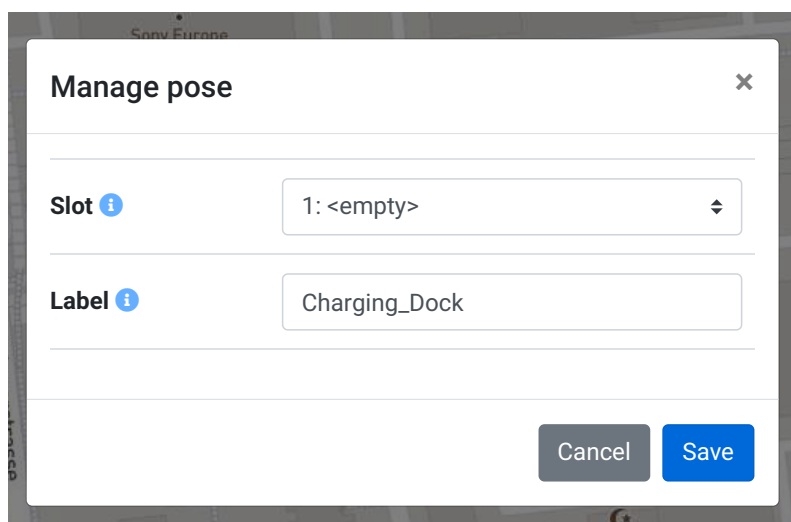 Sony Europe
Manage pose
×
Slot
1: <empty>
Label
Charging_Dock
Cancel
Save